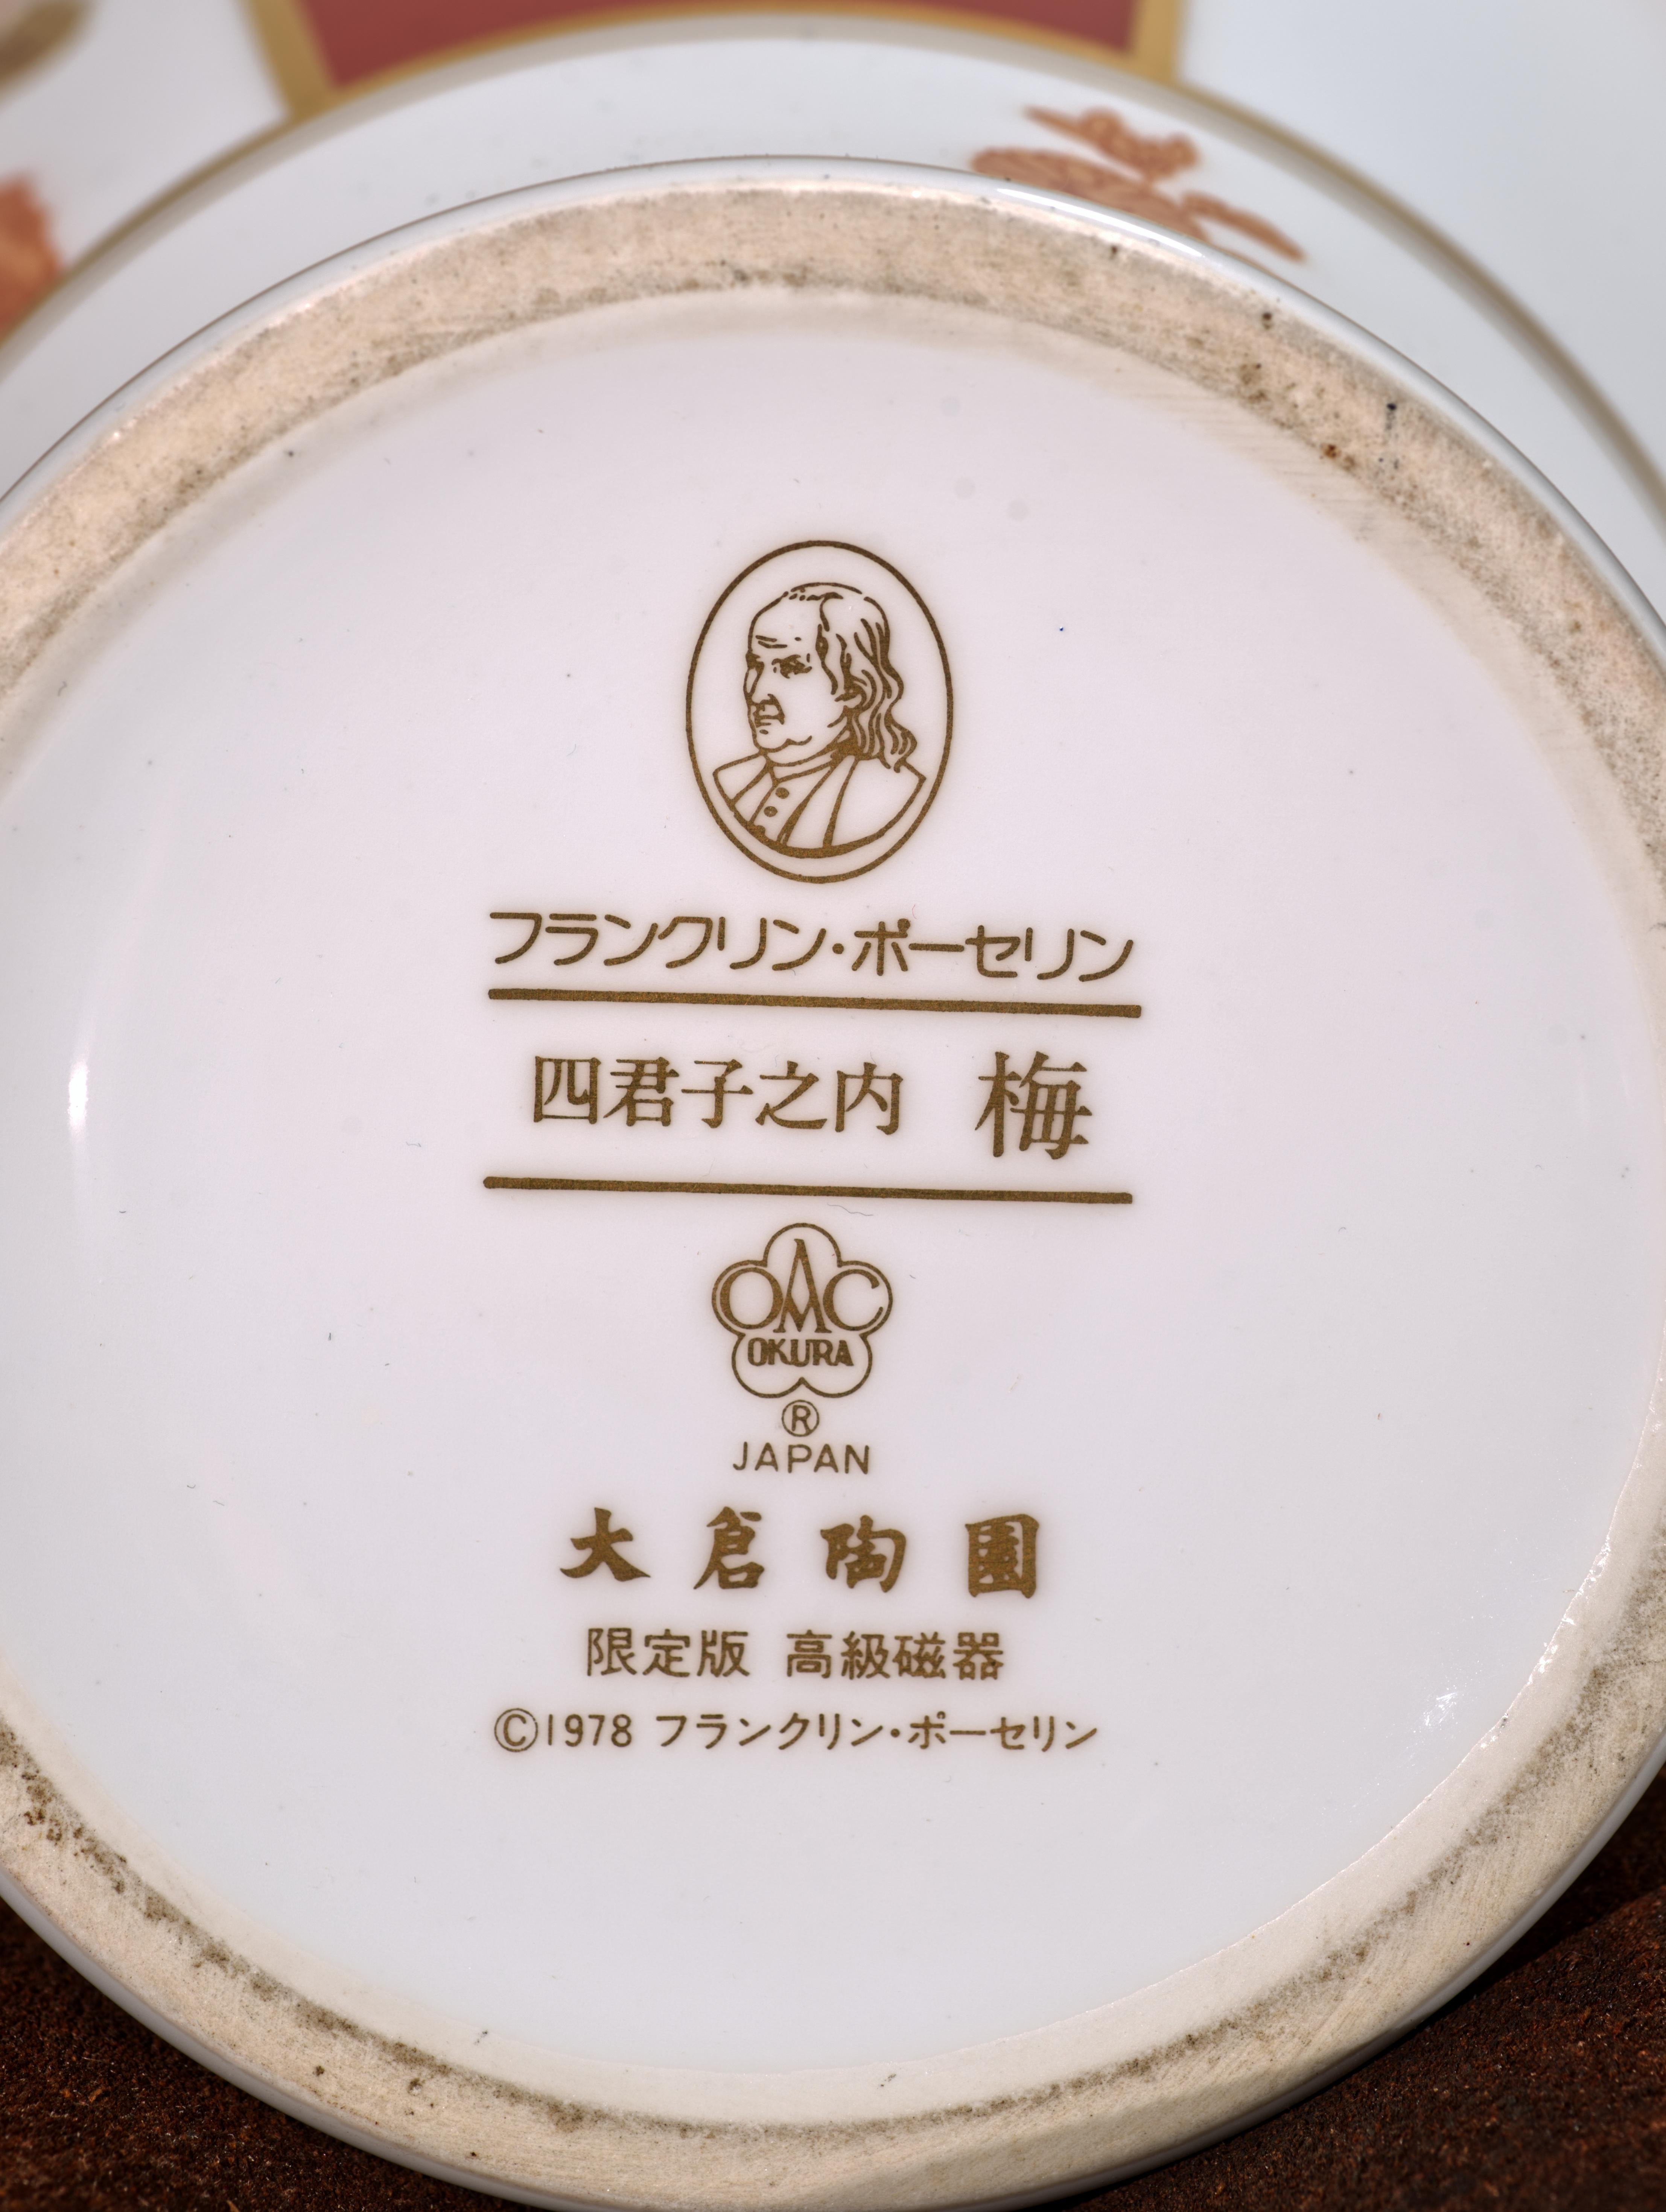 フランクリン・ポーセリン
四君子之内 梅
OAC
OKURA
®
JAPAN
大倉陶園
限定版 高級磁器
©1978 フランクリン・ポーセリン